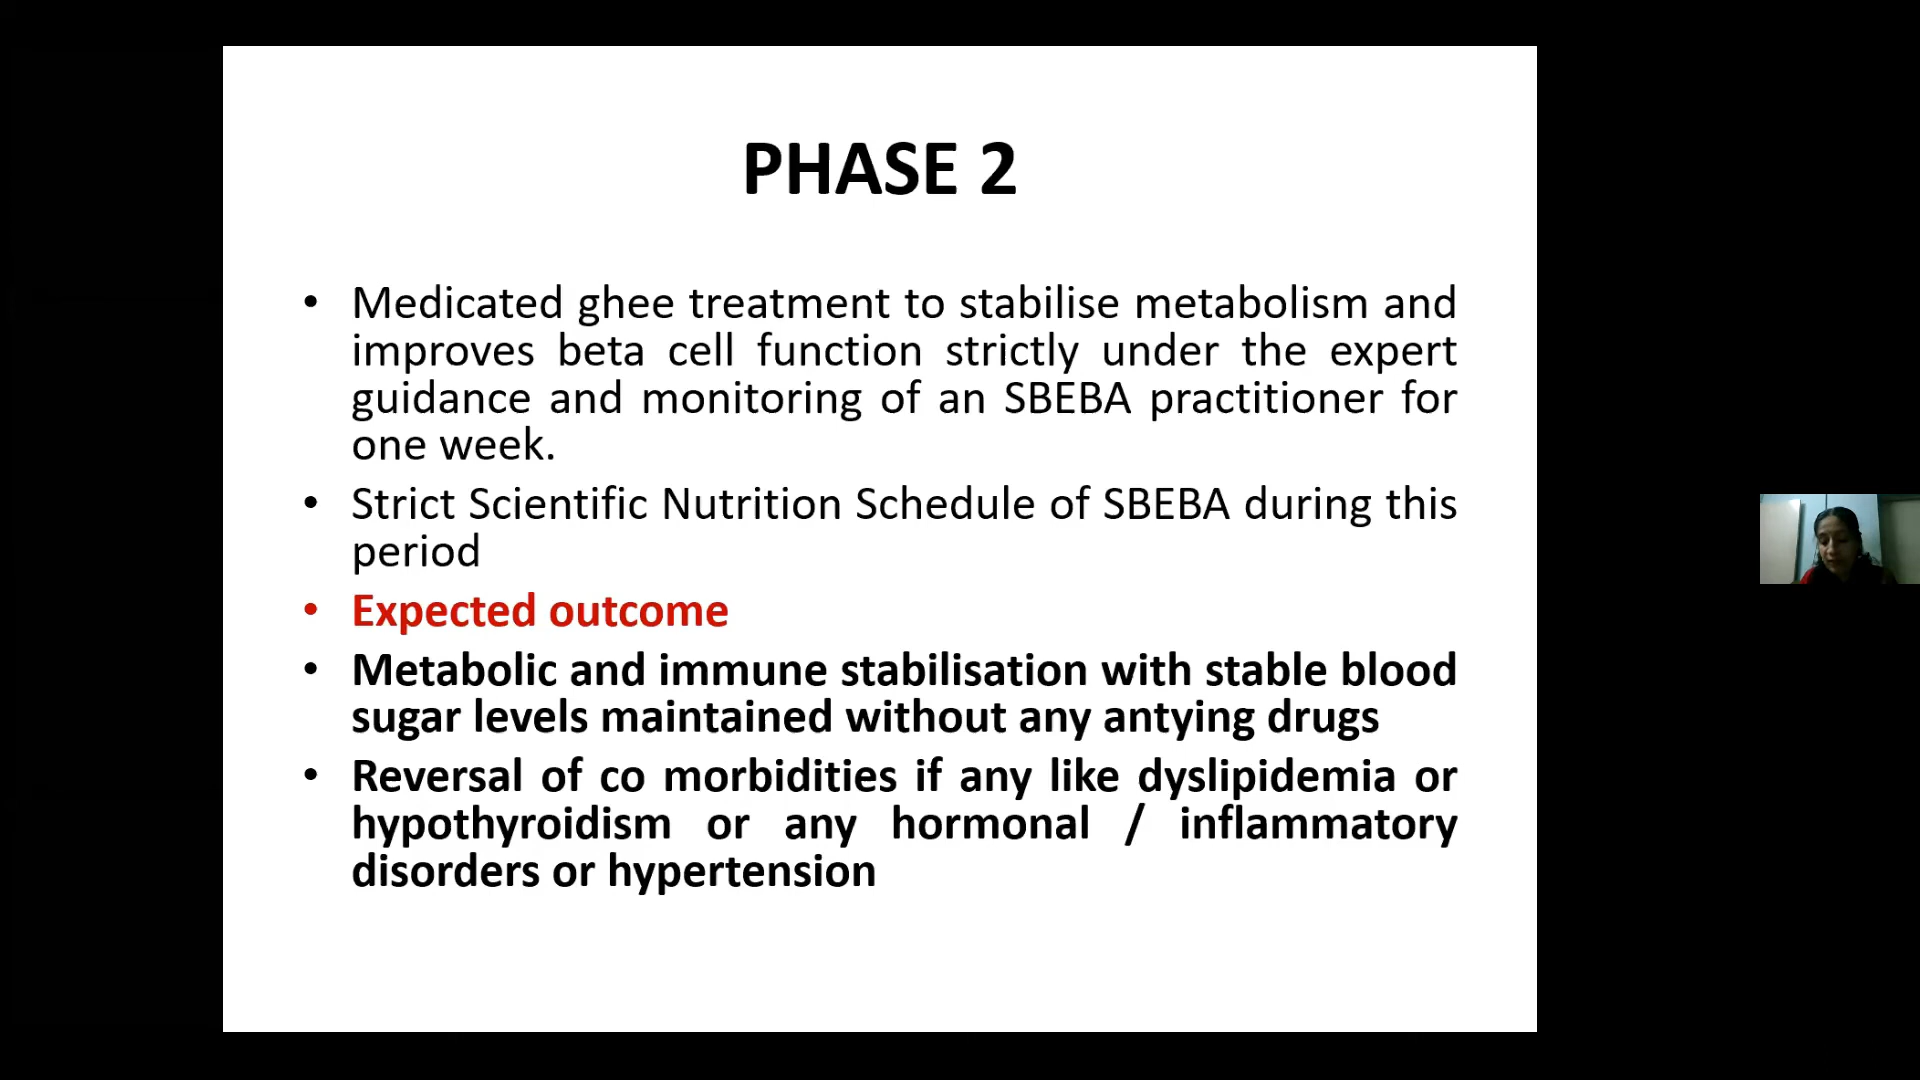 PHASE 2
• Medicated ghee treatment to stabilise metabolism and
improves beta cell function strictly under the expert
guidance and monitoring of an SBEBA practitioner for
one week.
• Strict Scientific Nutrition Schedule of SBEBA during this
period
• Expected outcome
• Metabolic and immune stabilisation with stable blood
sugar levels maintained without any antying drugs
• Reversal of co morbidities if any like dyslipidemia or
hypothyroidism or any hormonal / inflammatory
disorders or hypertension